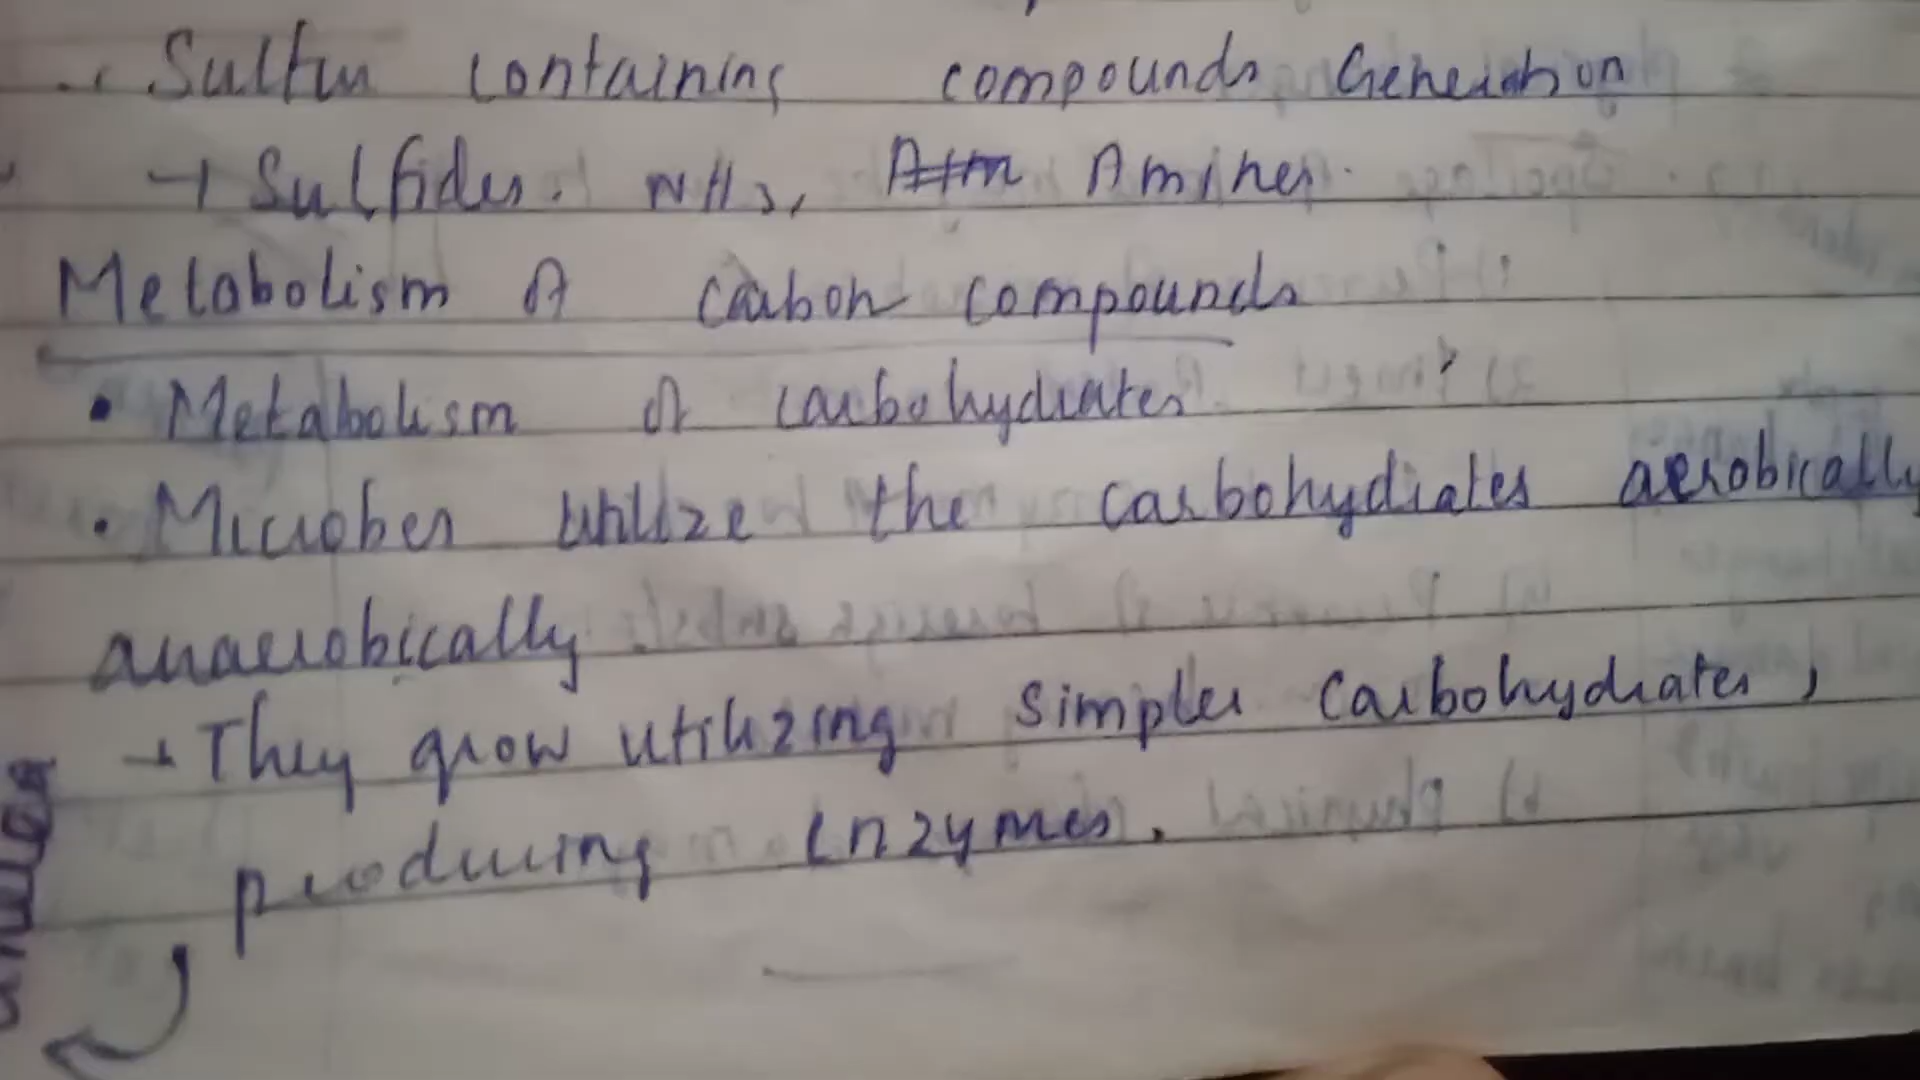 . Sulfur containing compounds Generation
→ Sulfides. NH3, Amines.
Metabolism of carbon compounds
• Metabolism of carbohydrates
• Microbes utilize the carbohydrates aerobically
anaerobically
→ They grow utilizing simpler carbohydrates,
producing enzymes.